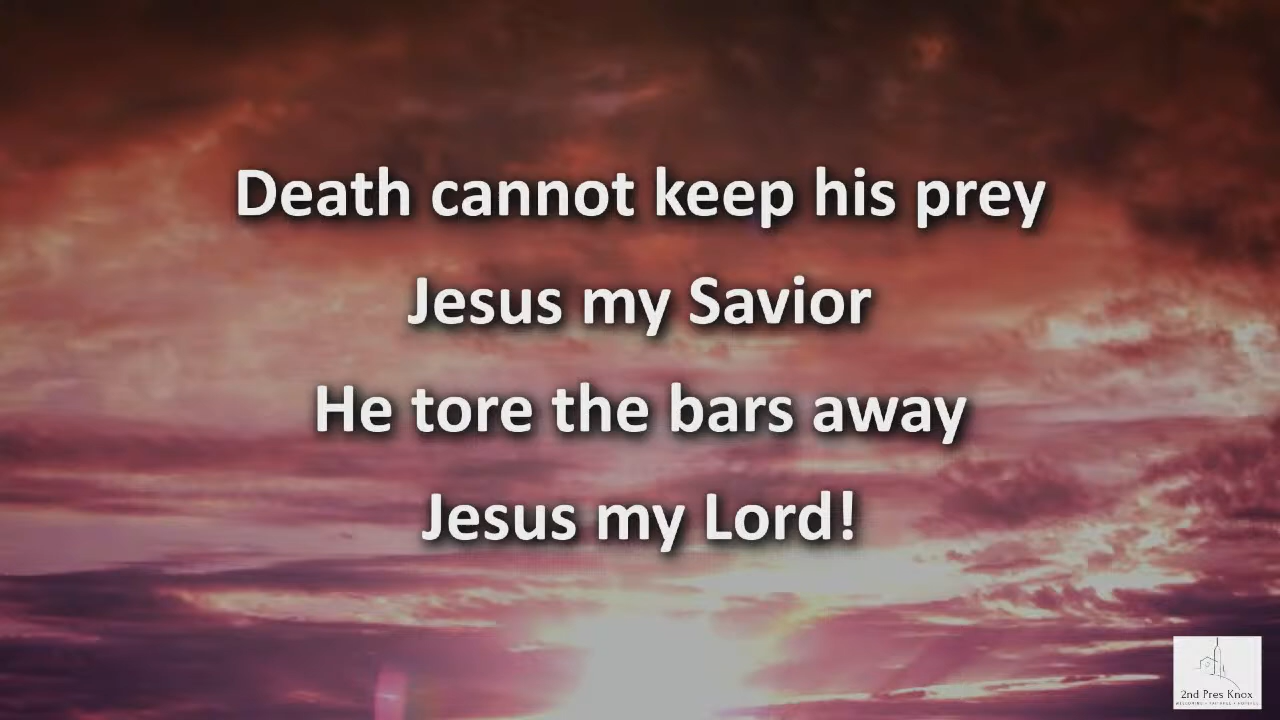 Death cannot keep his prey
Jesus my Savior
He tore the bars away
Jesus my Lord!
2nd Pres Knox